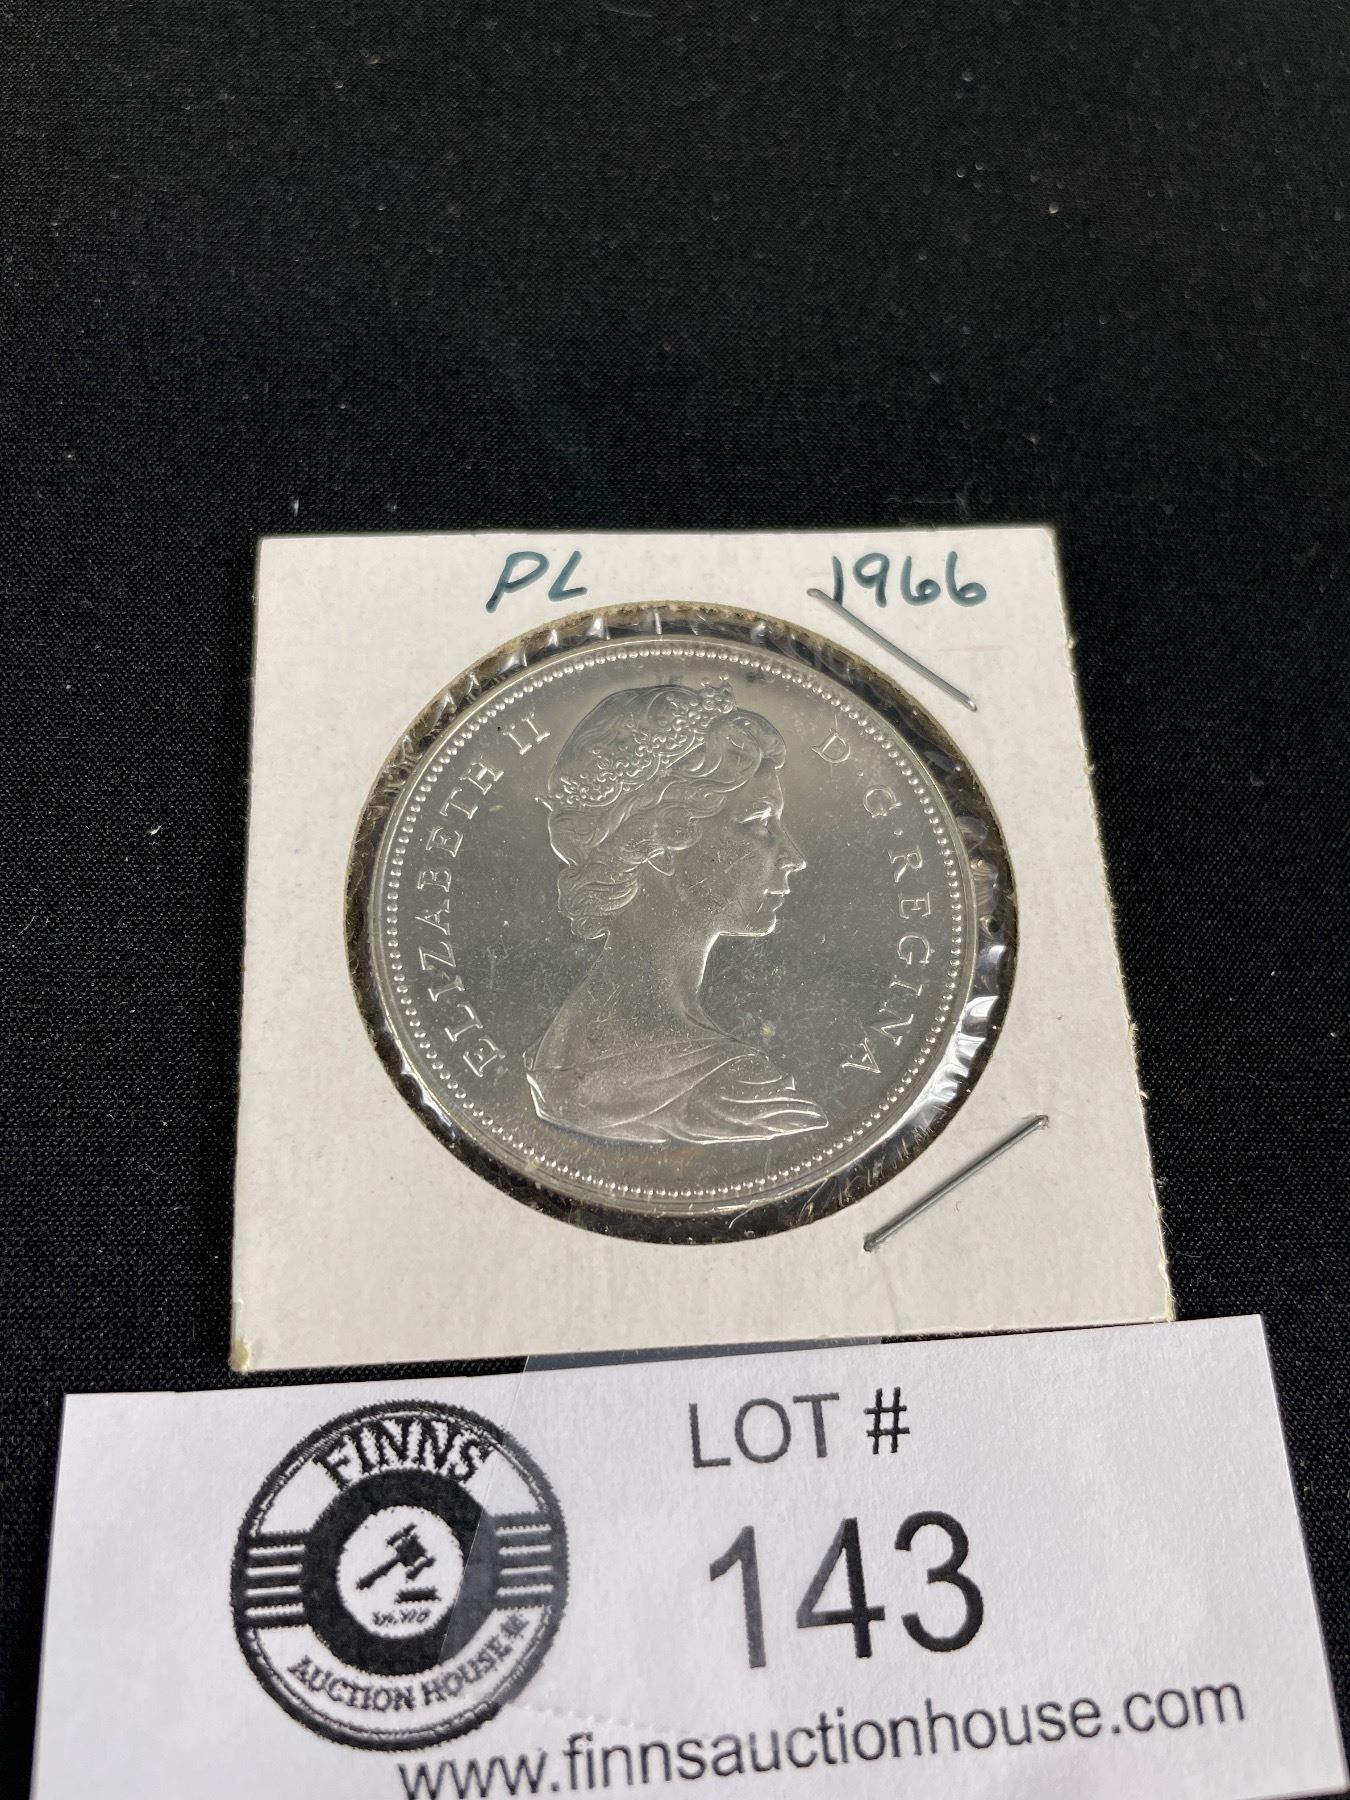 PL 1966
ELIZABETH II D·G·REGINA
LOT #
FINNS
143
AUCTION HOUSE
www.finnsauctionhouse.com